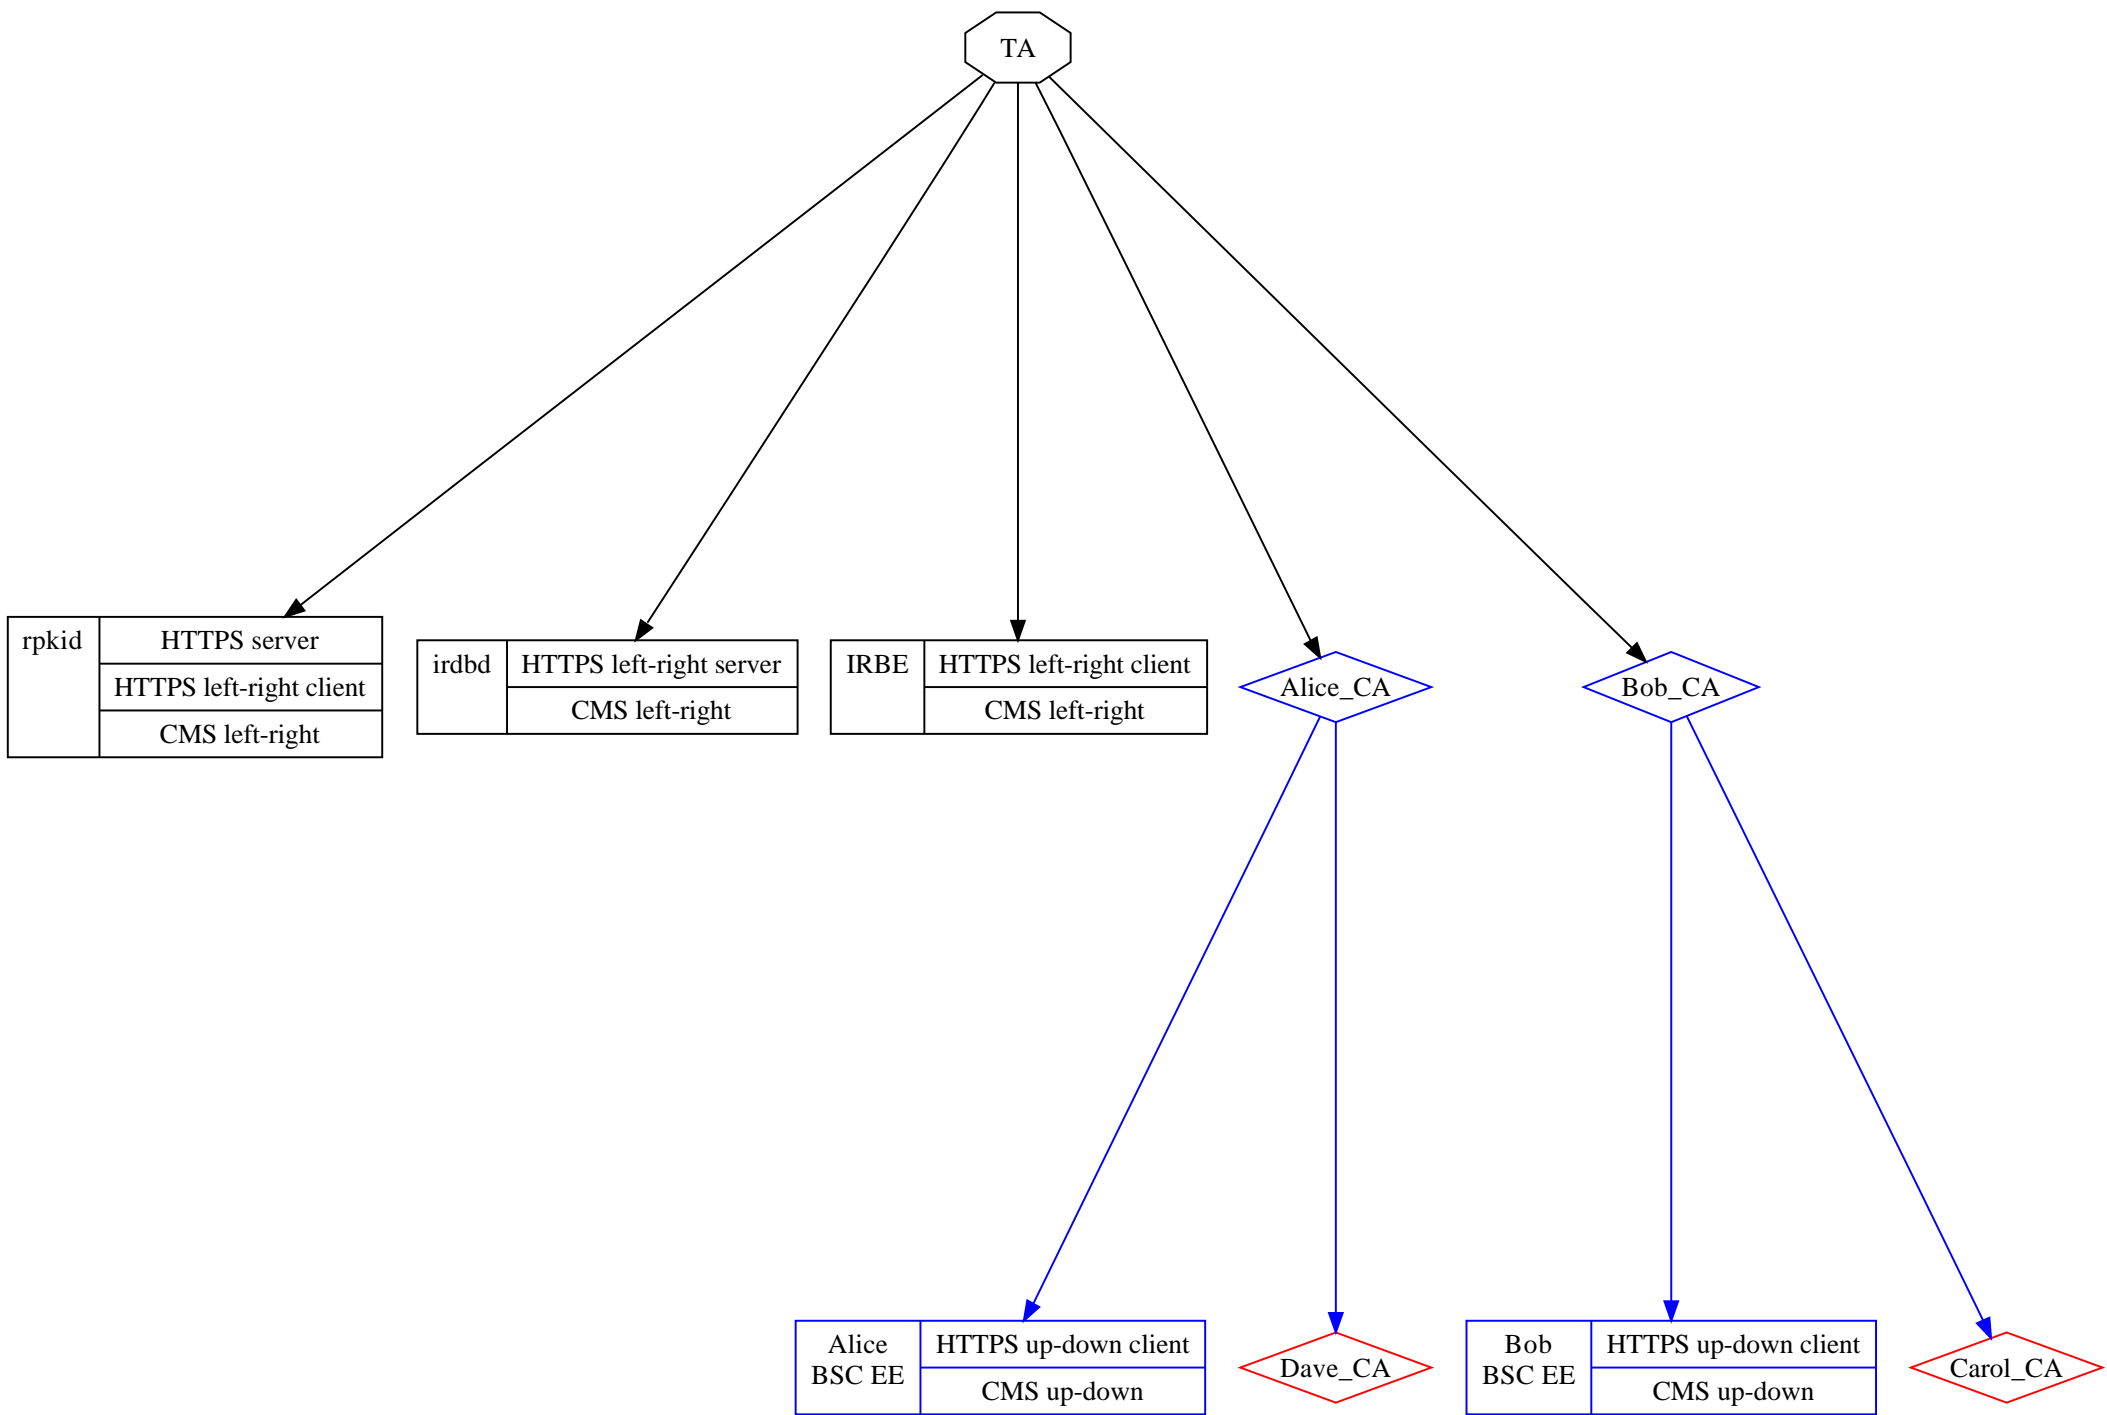 TA
rpkid
HTTPS server
HTTPS left-right client
CMS left-right
irdbd
HTTPS left-right server
CMS left-right
IRBE
HTTPS left-right client
CMS left-right
Alice_CA
Bob_CA
Alice
BSC EE
HTTPS up-down client
CMS up-down
Dave_CA
Bob
BSC EE
HTTPS up-down client
CMS up-down
Carol_CA